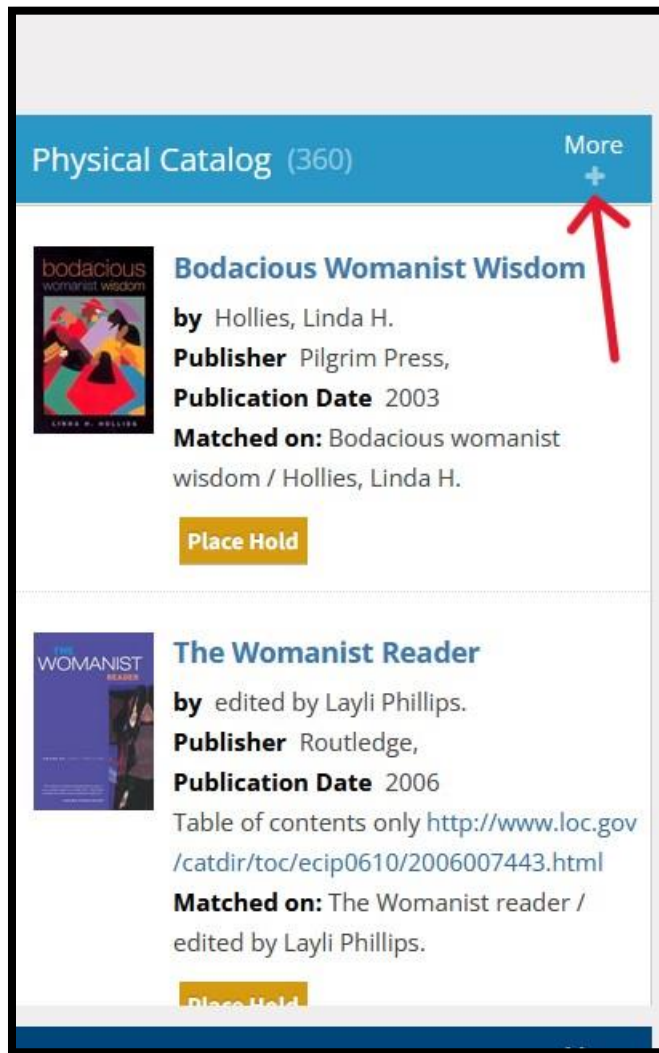 Physical Catalog (360)
More
+
bodacious
womanist wisdom
LINDA H. HOLLIES
Bodacious Womanist Wisdom
by Hollies, Linda H.
Publisher Pilgrim Press,
Publication Date 2003
Matched on: Bodacious womanist
wisdom / Hollies, Linda H.
Place Hold
THE
WOMANIST
READER
The Womanist Reader
by edited by Layli Phillips.
Publisher Routledge,
Publication Date 2006
Table of contents only http://www.loc.gov
/catdir/toc/ecip0610/2006007443.html
Matched on: The Womanist reader /
edited by Layli Phillips.
Place Hold